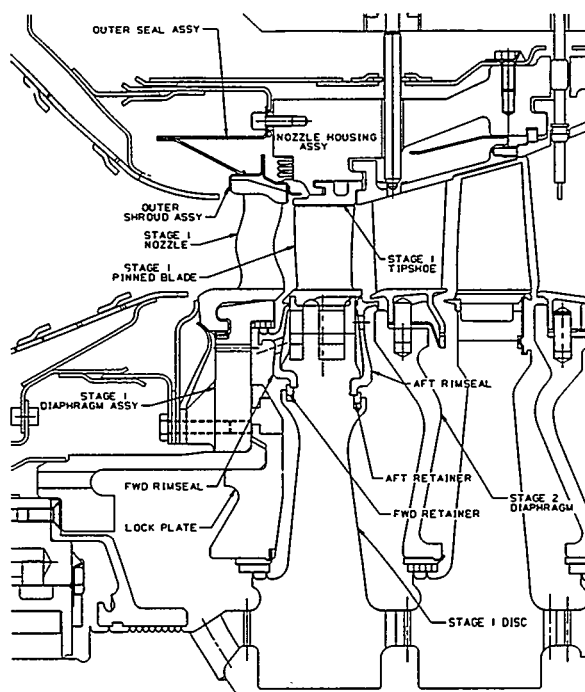 OUTER SEAL ASSY
NOZZLE HOUSING
ASSY
OUTER
SHROUD ASSY
STAGE 1
NOZZLE
STAGE 1
PINNED BLADE
STAGE 1
TIPSHOE
STAGE 1
DIAPHRAGM ASSY
AFT RIMSEAL
FWD RIMSEAL
AFT RETAINER
LOCK PLATE
FWD RETAINER
STAGE 2
DIAPHRAGM
STAGE 1 DISC